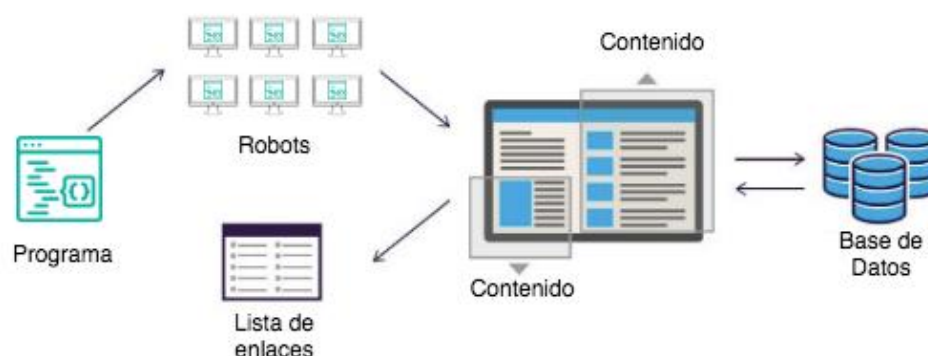 Contenido
Robots
Programa
Base de
Datos
Contenido
Lista de
enlaces